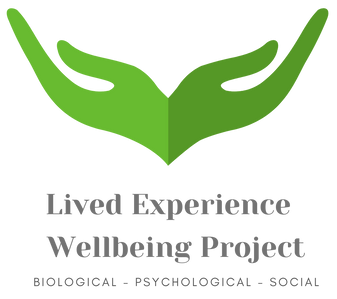 Lived Experience
Wellbeing Project
BIOLOGICAL - PSYCHOLOGICAL - SOCIAL